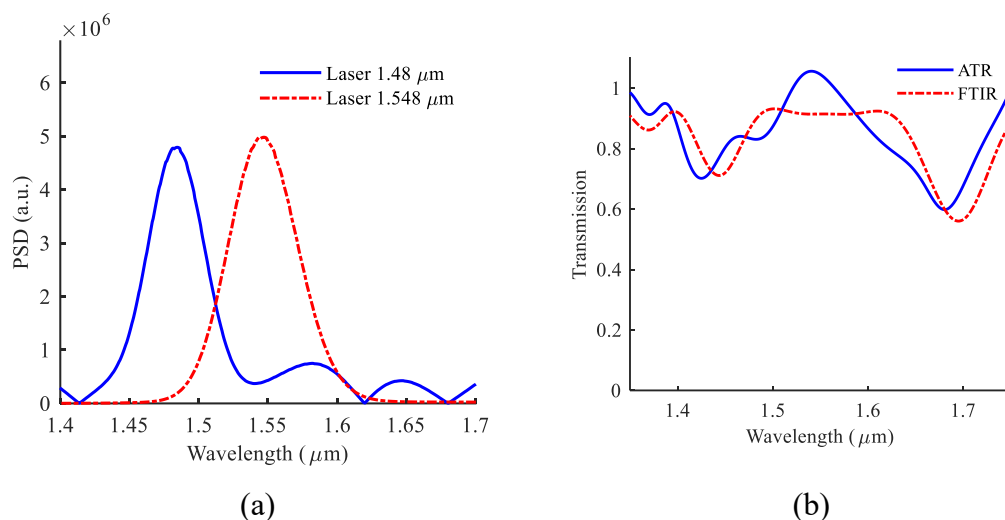 ×10⁶
6
5
4
3
2
1
0
PSD (a.u.)
Laser 1.48 μm
Laser 1.548 μm
1.4 1.45 1.5 1.55 1.6 1.65 1.7
Wavelength (μm)
(a)
1
0.8
0.6
0.4
0.2
0
Transmission
ATR
FTIR
1.4 1.5 1.6 1.7
Wavelength (μm)
(b)